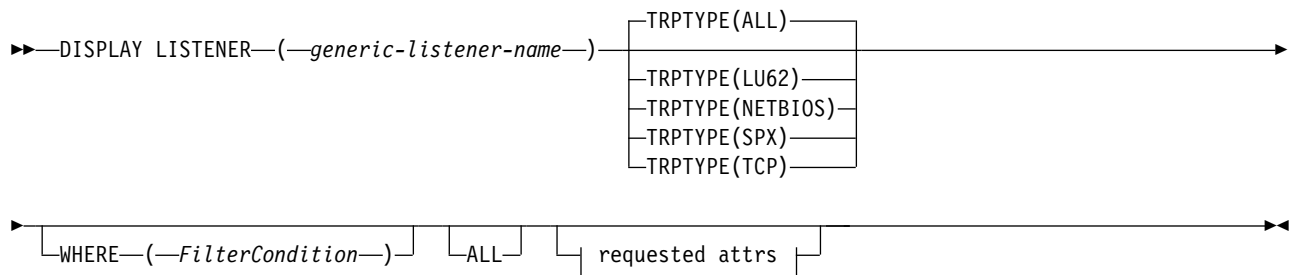 TRPTYPE(ALL)
DISPLAY LISTENER ( generic-listener-name )
TRPTYPE(LU62)
TRPTYPE(NETBIOS)
TRPTYPE(SPX)
TRPTYPE(TCP)
WHERE ( FilterCondition ) ALL requested attrs